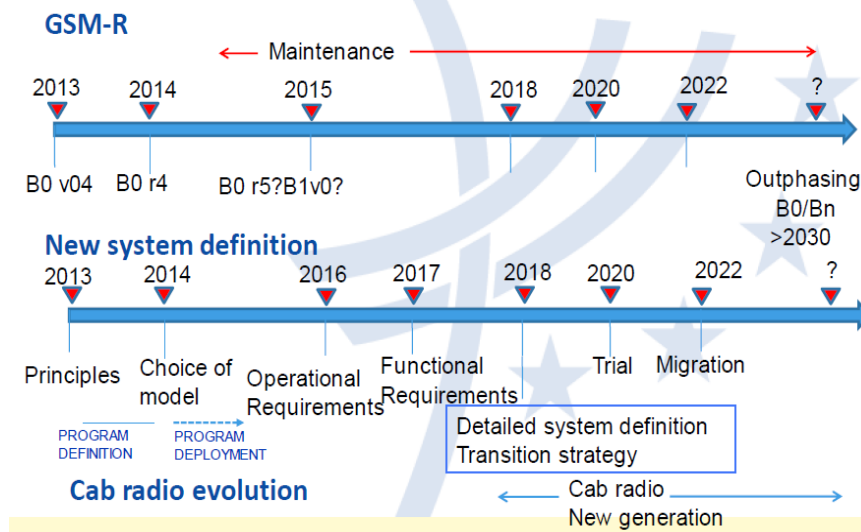 GSM-R
Maintenance
2013 2014 2015 2018 2020 2022 ?
B0 v04 B0 r4 B0 r5?B1v0?
Outphasing
B0/Bn
>2030
New system definition
2013 2014 2016 2017 2018 2020 2022 ?
Principles
Choice of
model
Operational
Requirements
Functional
Requirements
Trial
Migration
Detailed system definition
Transition strategy
PROGRAM
DEFINITION
PROGRAM
DEPLOYMENT
Cab radio evolution
Cab radio
New generation